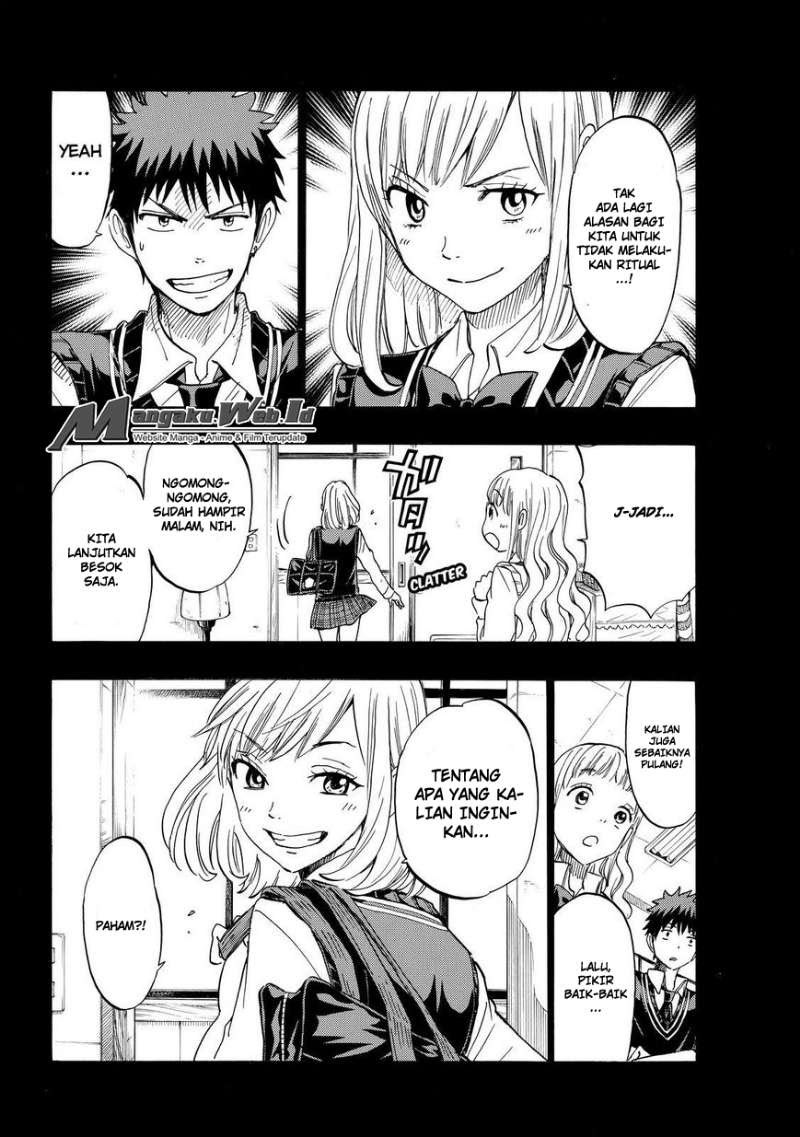 TAK
ADA LAGI
ALASAN BAGI
KITA UNTUK
TIDAK MELAKU-
KAN RITUAL
...!
YEAH
...
Mangaku.Web.Id
Website Manga - Anime & Film Terupdate
J-JADI...
ガタッ
CLATTER
NGOMONG-
NGOMONG,
SUDAH HAMPIR
MALAM, NIH.
KITA
LANJUTKAN
BESOK
SAJA.
KALIAN
JUGA
SEBAIKNYA
PULANG!
LALU,
PIKIR
BAIK-BAIK
...
TENTANG
APA YANG KA-
LIAN INGIN-
KAN...
PAHAM?!